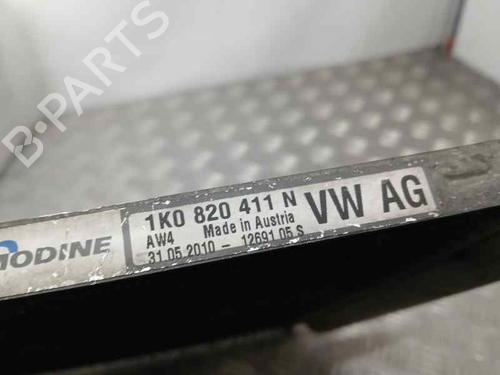 B-PARTS
MODINE
1K0 820 411 N
AW4 Made in Austria
31.05.2010 - 12691.05 S
VW AG